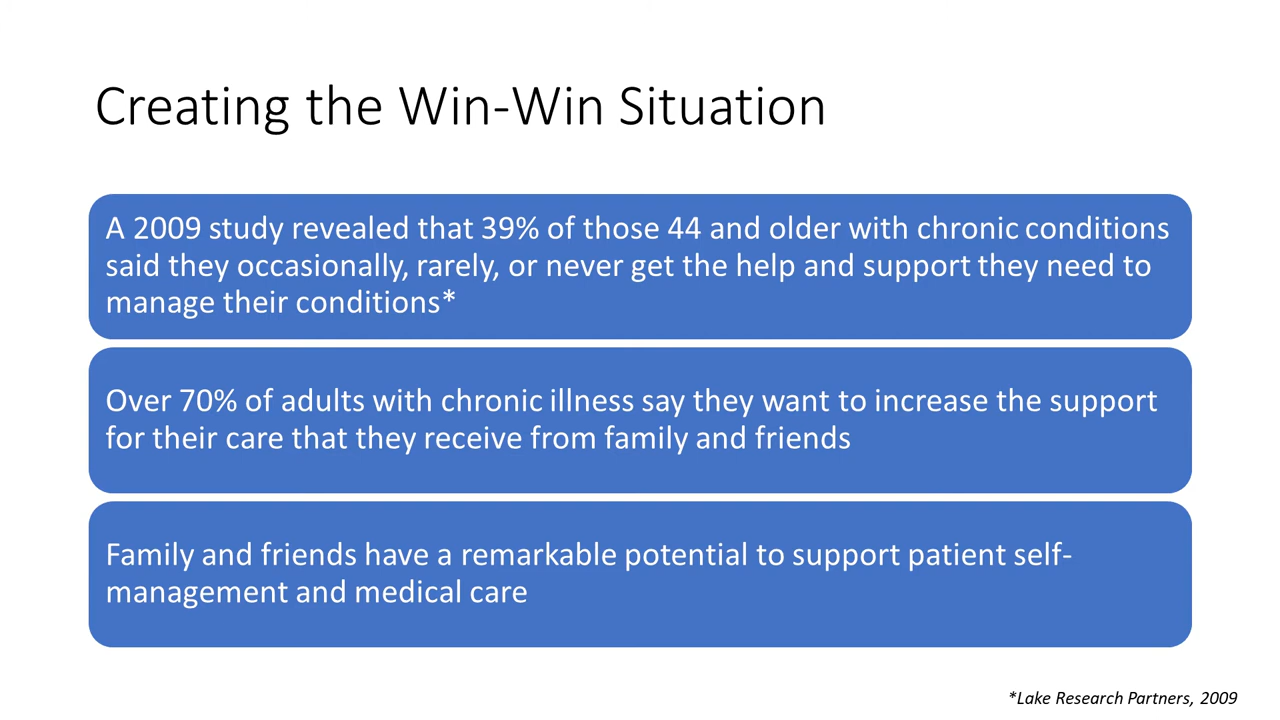 Creating the Win-Win Situation
A 2009 study revealed that 39% of those 44 and older with chronic conditions
said they occasionally, rarely, or never get the help and support they need to
manage their conditions*
Over 70% of adults with chronic illness say they want to increase the support
for their care that they receive from family and friends
Family and friends have a remarkable potential to support patient self-
management and medical care
*Lake Research Partners, 2009